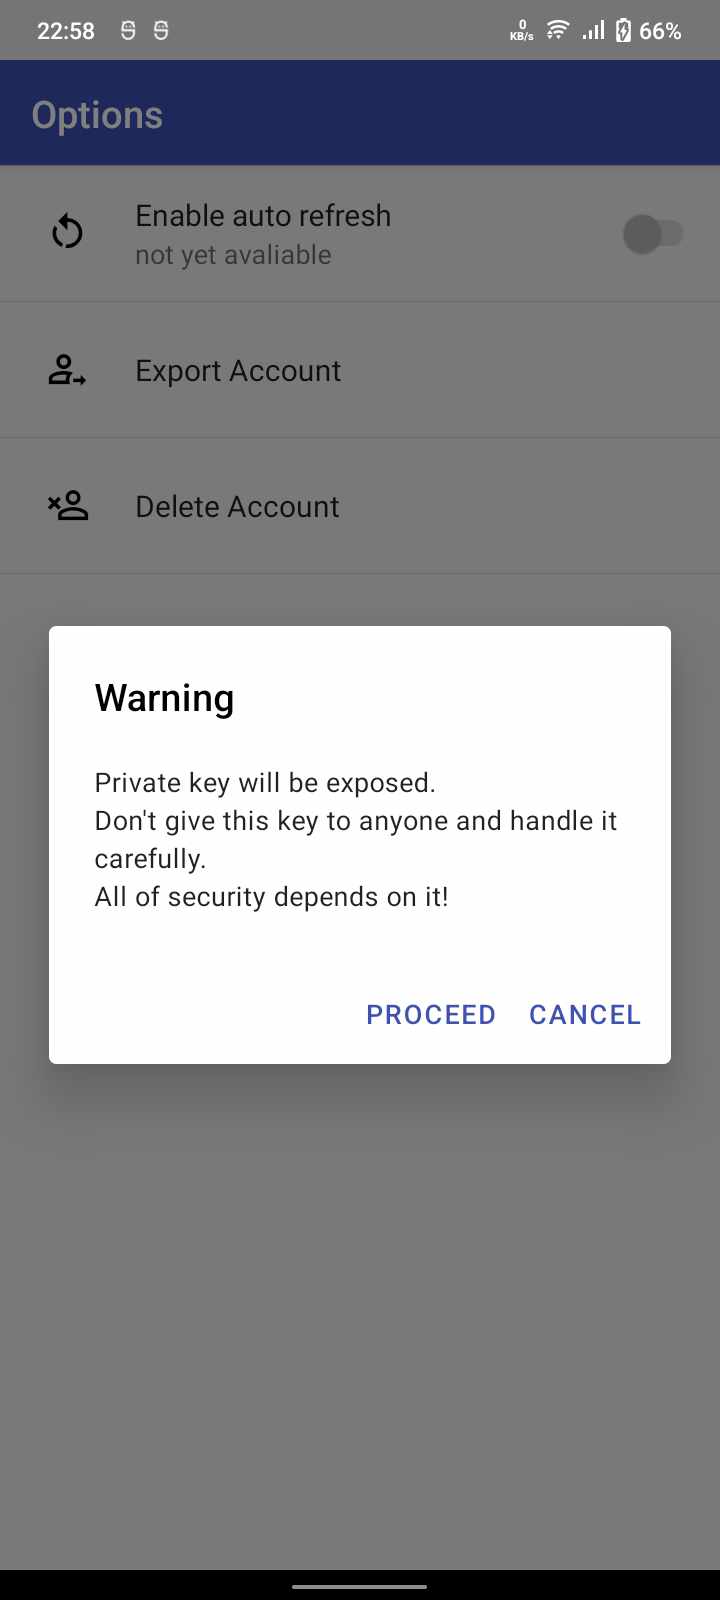 22:58
0
KB/s
66%
Options
Enable auto refresh
not yet avaliable
Export Account
Delete Account
Warning
Private key will be exposed.
Don't give this key to anyone and handle it
carefully.
All of security depends on it!
PROCEED CANCEL